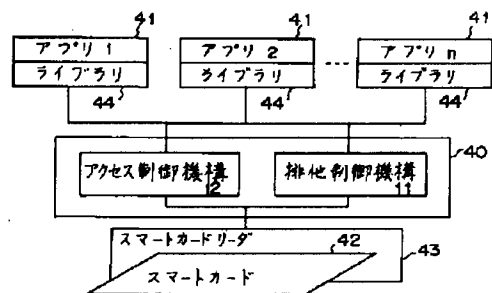 41 41 41
アプリ1 アプリ2 アプリn
ライブラリ ライブラリ ライブラリ
44 44 44
40
アクセス制御機構 排他制御機構
12 11
スマートカードリーダ 42 43
スマートカード